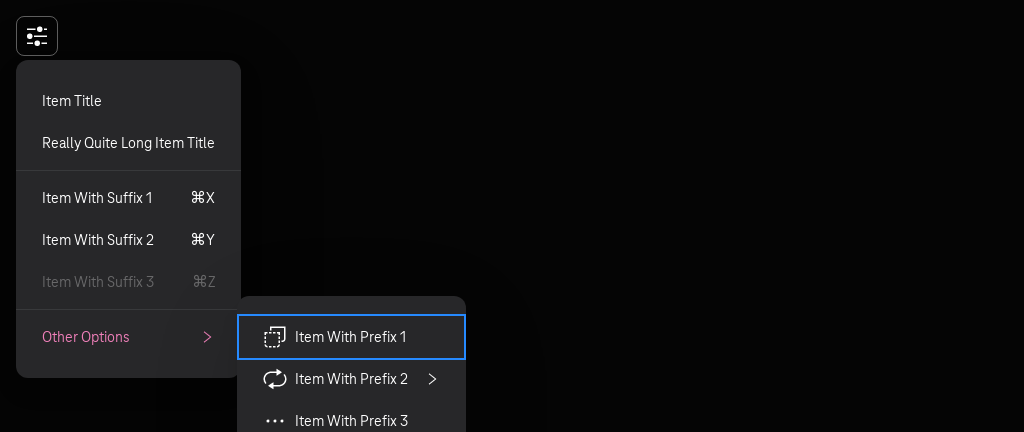 Item Title
Really Quite Long Item Title
Item With Suffix 1 ⌘X
Item With Suffix 2 ⌘Y
Item With Suffix 3 ⌘Z
Other Options
Item With Prefix 1
Item With Prefix 2
Item With Prefix 3